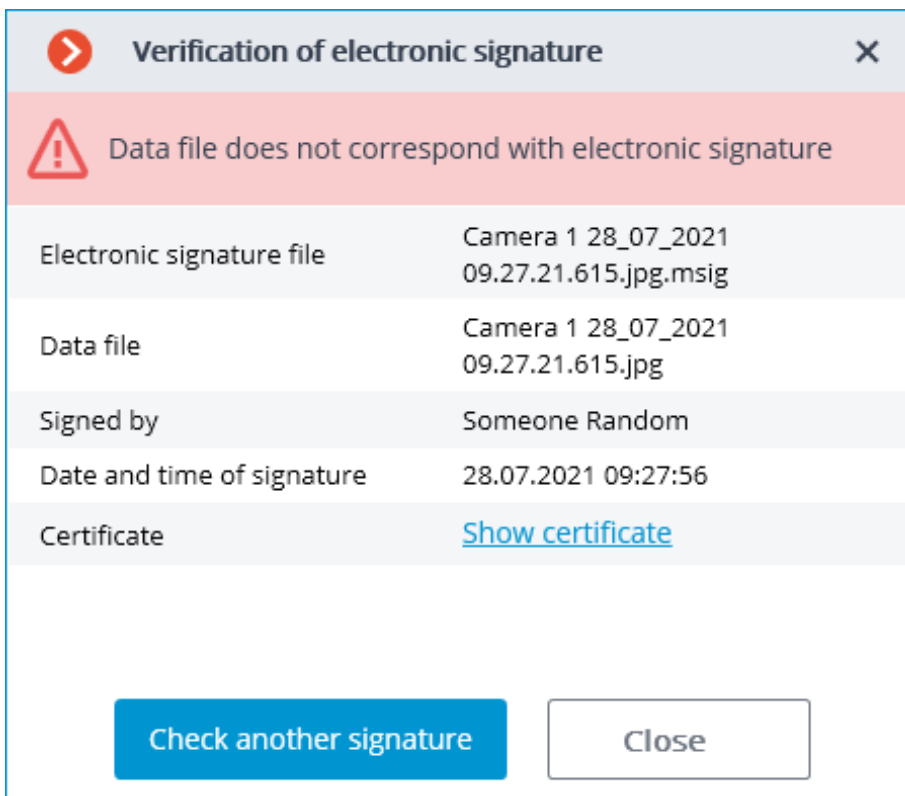 Verification of electronic signature
Data file does not correspond with electronic signature
Electronic signature file
Camera 1 28_07_2021
09.27.21.615.jpg.msig
Data file
Camera 1 28_07_2021
09.27.21.615.jpg
Signed by
Someone Random
Date and time of signature
28.07.2021 09:27:56
Certificate
Show certificate
Check another signature
Close